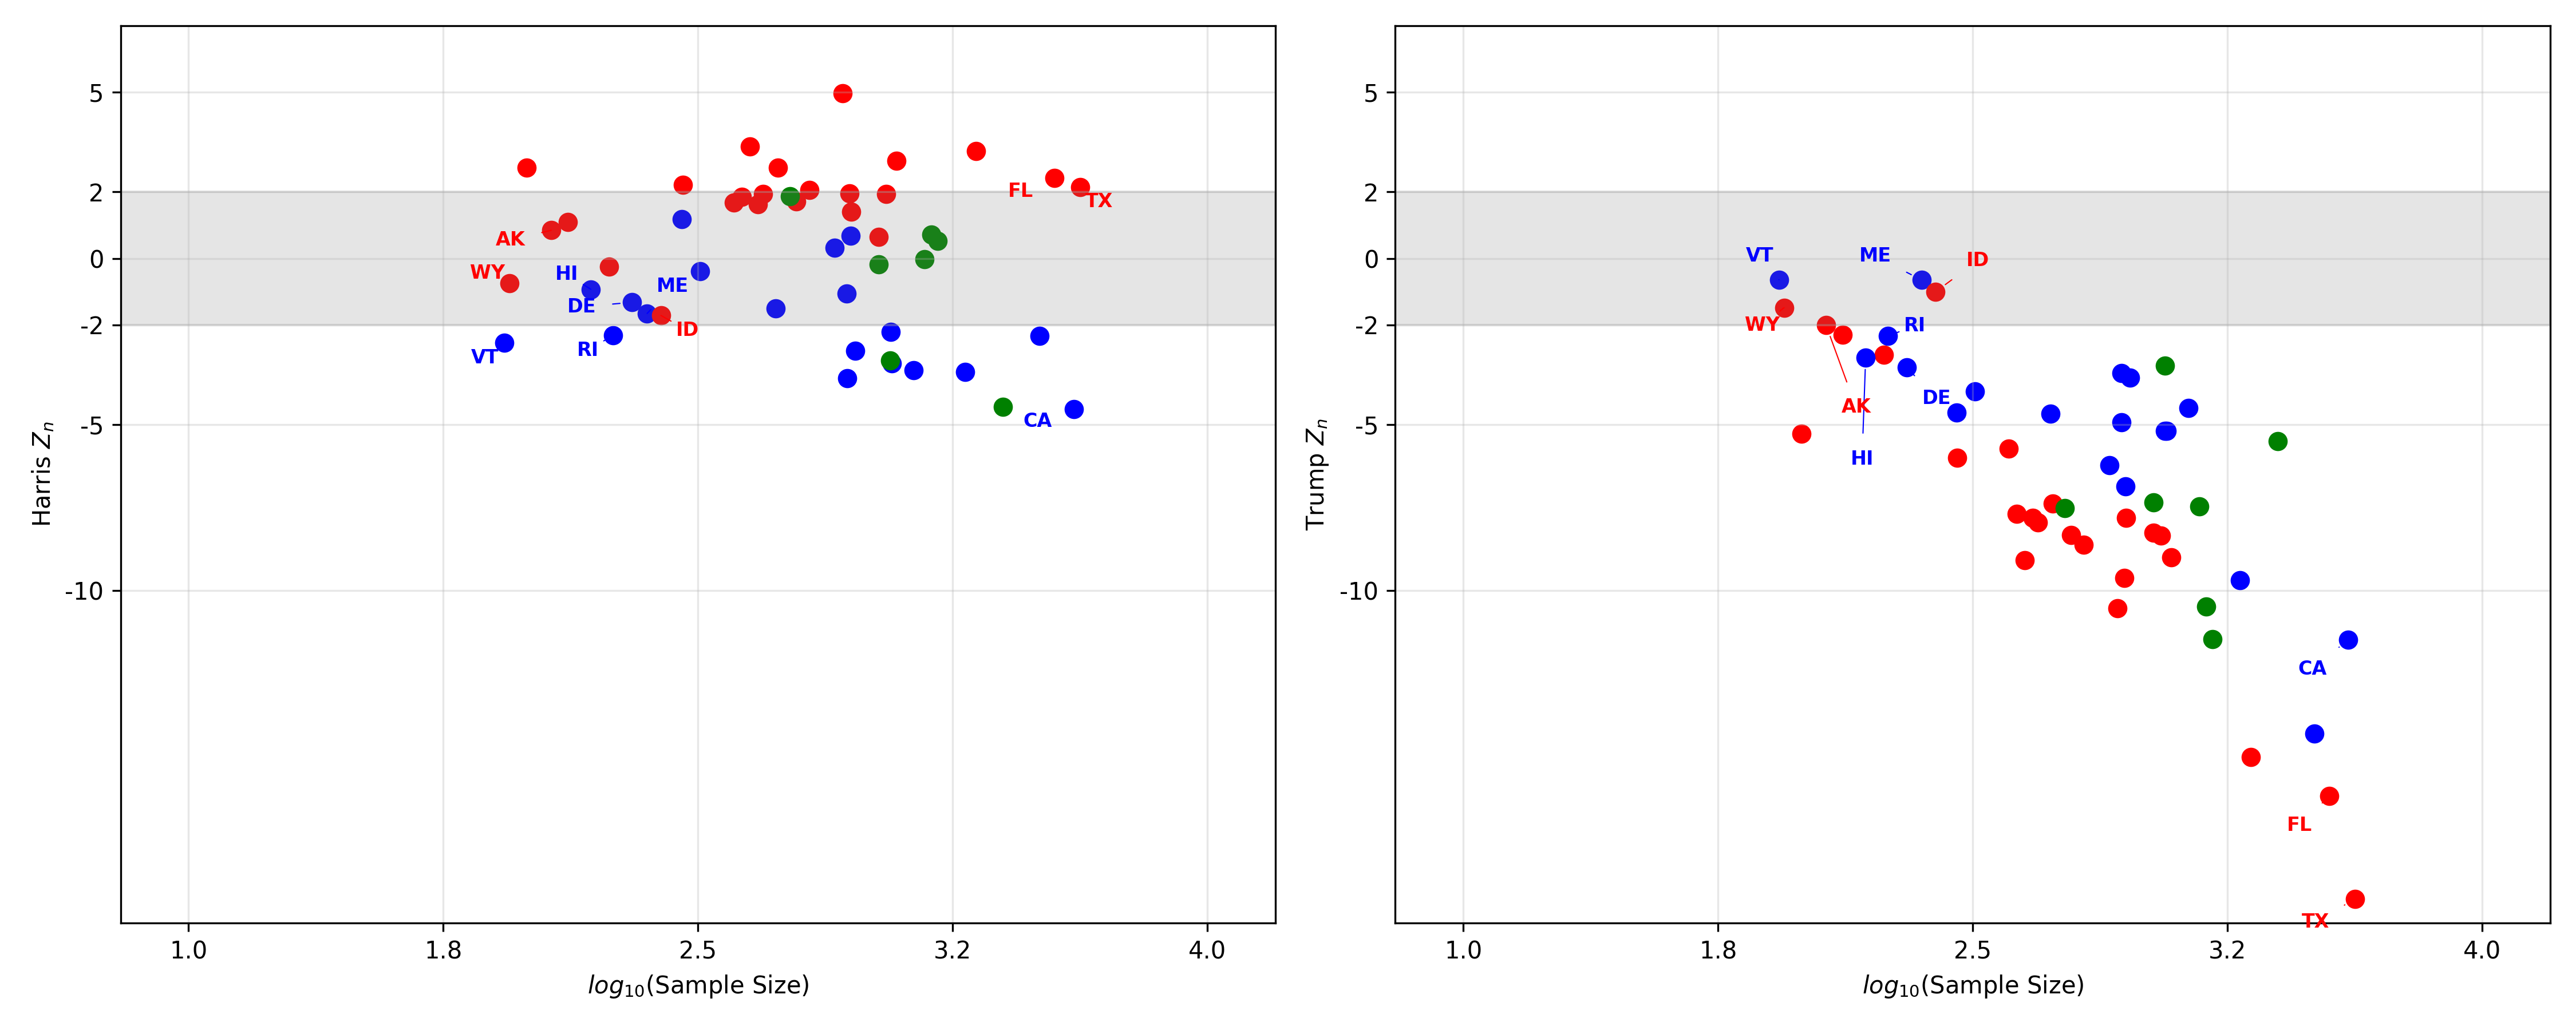 5
2
0
-2
-5
-10
Harris Zn
FL
TX
AK
WY
HI
ME
DE
ID
VT
RI
CA
1.0
1.8
2.5
3.2
4.0
log10(Sample Size)
5
2
0
-2
-5
-10
Trump Zn
VT
ME
ID
WY
RI
DE
AK
HI
CA
FL
TX
1.0
1.8
2.5
3.2
4.0
log10(Sample Size)